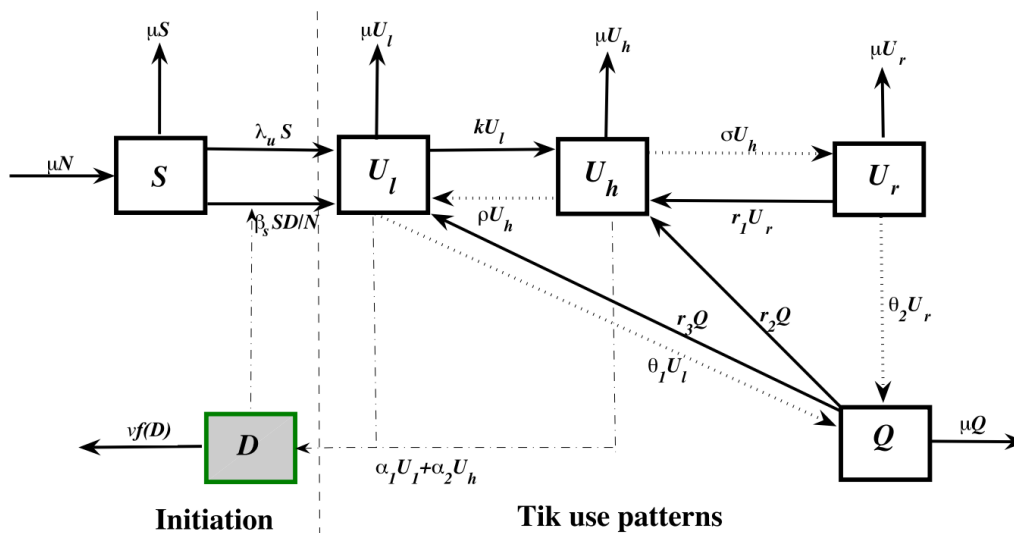 μS
μU_l
μU_h
μU_r
λ_u S
kU_l
σU_h
μN
S
U_l
U_h
U_r
β_s SD/N
ρU_h
r_1U_r
r_3Q
r_2Q
θ_2U_r
θ_1U_l
νf(D)
D
Q
μQ
α_1U_1+α_2U_h
Initiation
Tik use patterns